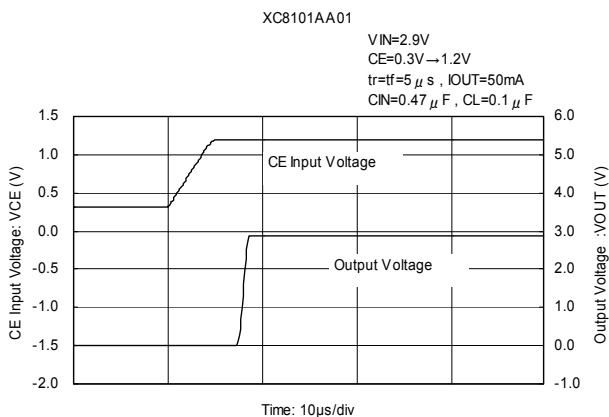 XC8101AA01
VIN=2.9V
CE=0.3V→1.2V
tr=tf=5μs , IOUT=50mA
CIN=0.47μF , CL=0.1μF
1.5
1.0
0.5
0.0
-0.5
-1.0
-1.5
-2.0
CE Input Voltage: VCE (V)
CE Input Voltage
Output Voltage
6.0
5.0
4.0
3.0
2.0
1.0
0.0
-1.0
Output Voltage :VOUT (V)
Time: 10μs/div